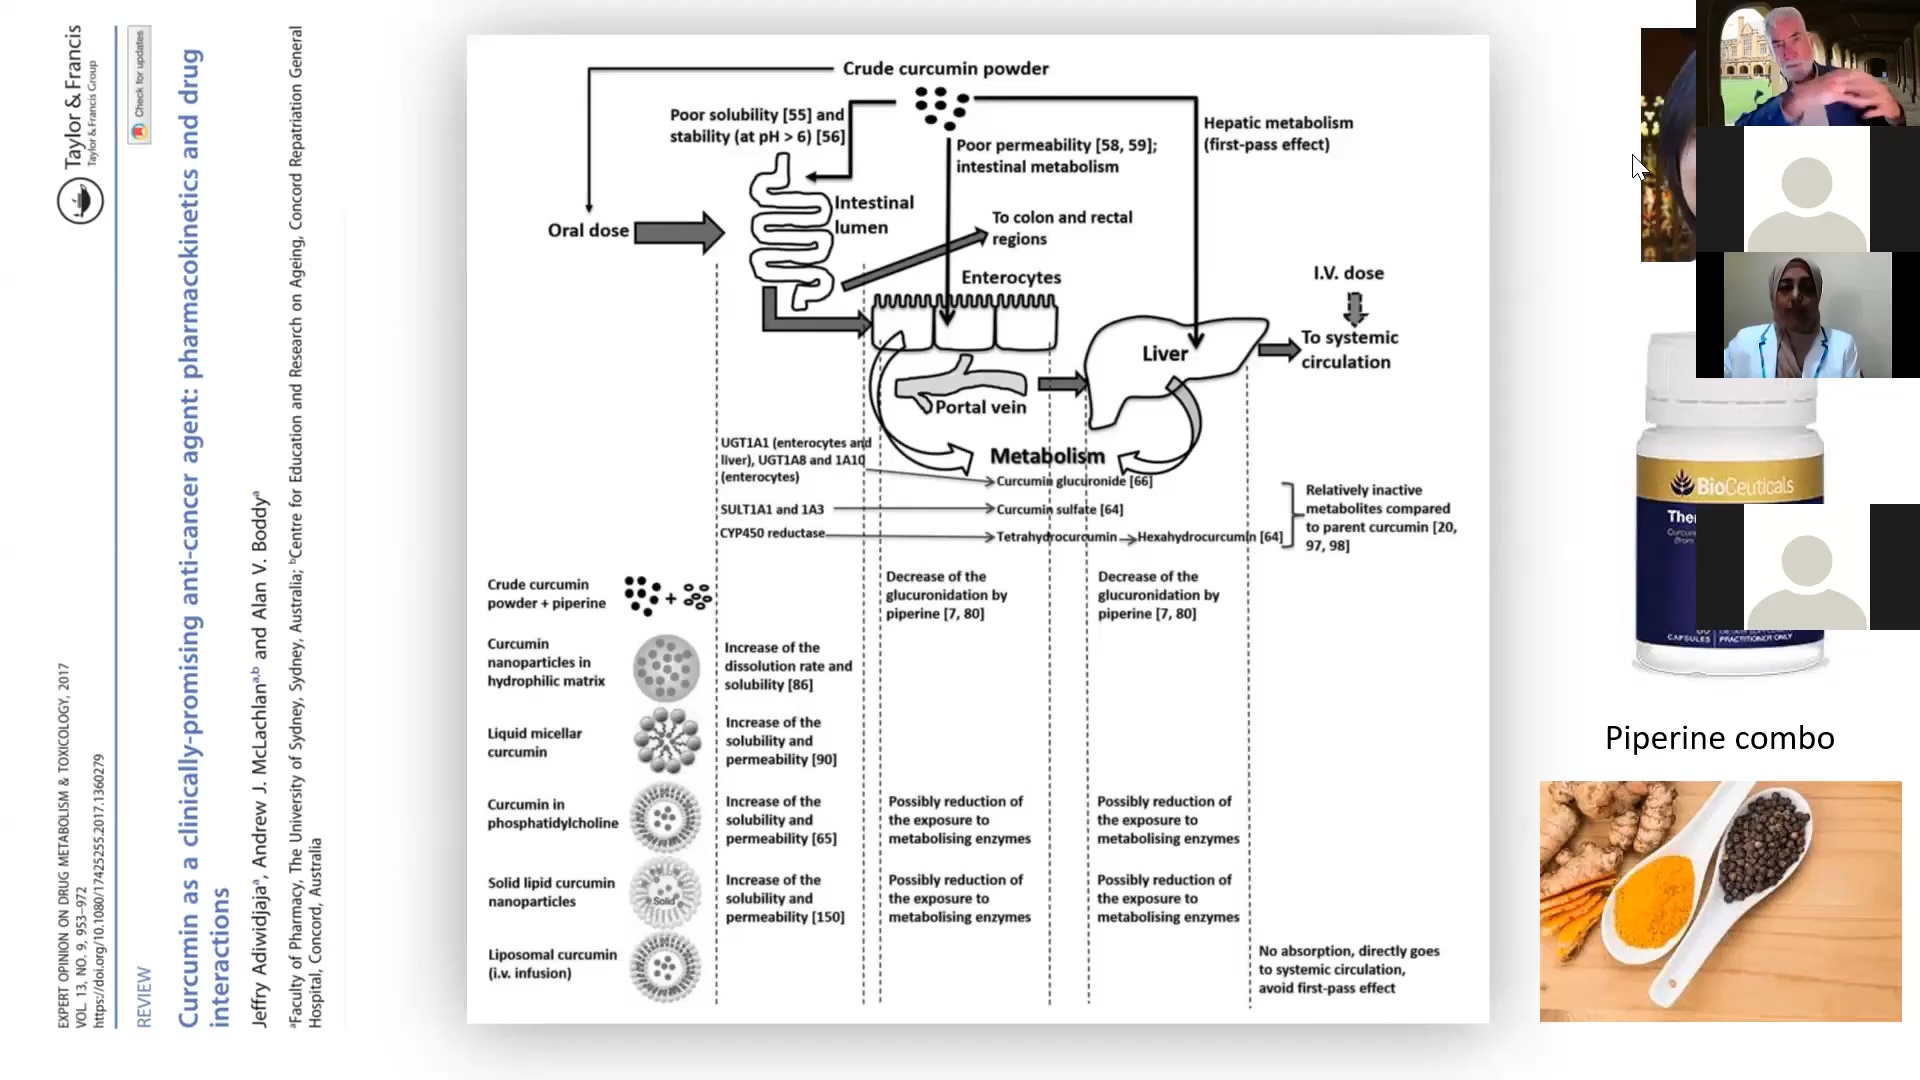 Taylor & Francis
Taylor & Francis Group
Check for updates
EXPERT OPINION ON DRUG METABOLISM & TOXICOLOGY, 2017
VOL. 13, NO. 9, 953–972
https://doi.org/10.1080/17425255.2017.1360279
REVIEW
Curcumin as a clinically-promising anti-cancer agent: pharmacokinetics and drug
interactions
Jeffry Adiwidjajaᵃ, Andrew J. McLachlanᵃ,ᵇ and Alan V. Boddyᵃ
ᵃFaculty of Pharmacy, The University of Sydney, Sydney, Australia; ᵇCentre for Education and Research on Ageing, Concord Repatriation General
Hospital, Concord, Australia
Crude curcumin powder
Poor solubility [55] and
stability (at pH > 6) [56]
Poor permeability [58, 59];
intestinal metabolism
Hepatic metabolism
(first-pass effect)
Oral dose
Intestinal
lumen
To colon and rectal
regions
Enterocytes
I.V. dose
Liver
To systemic
circulation
Portal vein
Metabolism
UGT1A1 (enterocytes and
liver), UGT1A8 and 1A10
(enterocytes)
Curcumin glucuronide [66]
SULT1A1 and 1A3
Curcumin sulfate [64]
CYP450 reductase
Tetrahydrocurcumin
Hexahydrocurcumin [64]
Relatively inactive
metabolites compared
to parent curcumin [20,
97, 98]
Crude curcumin
powder + piperine
+
Decrease of the
glucuronidation by
piperine [7, 80]
Decrease of the
glucuronidation by
piperine [7, 80]
Curcumin
nanoparticles in
hydrophilic matrix
Increase of the
dissolution rate and
solubility [86]
Liquid micellar
curcumin
Increase of the
solubility and
permeability [90]
Curcumin in
phosphatidylcholine
Increase of the
solubility and
permeability [65]
Possibly reduction of
the exposure to
metabolising enzymes
Possibly reduction of
the exposure to
metabolising enzymes
Solid lipid curcumin
nanoparticles
Solid
Increase of the
solubility and
permeability [150]
Possibly reduction of
the exposure to
metabolising enzymes
Possibly reduction of
the exposure to
metabolising enzymes
Liposomal curcumin
(i.v. infusion)
No absorption, directly goes
to systemic circulation,
avoid first-pass effect
BioCeuticals
Ther
CAPSULES
PRACTITIONER ONLY
Piperine combo